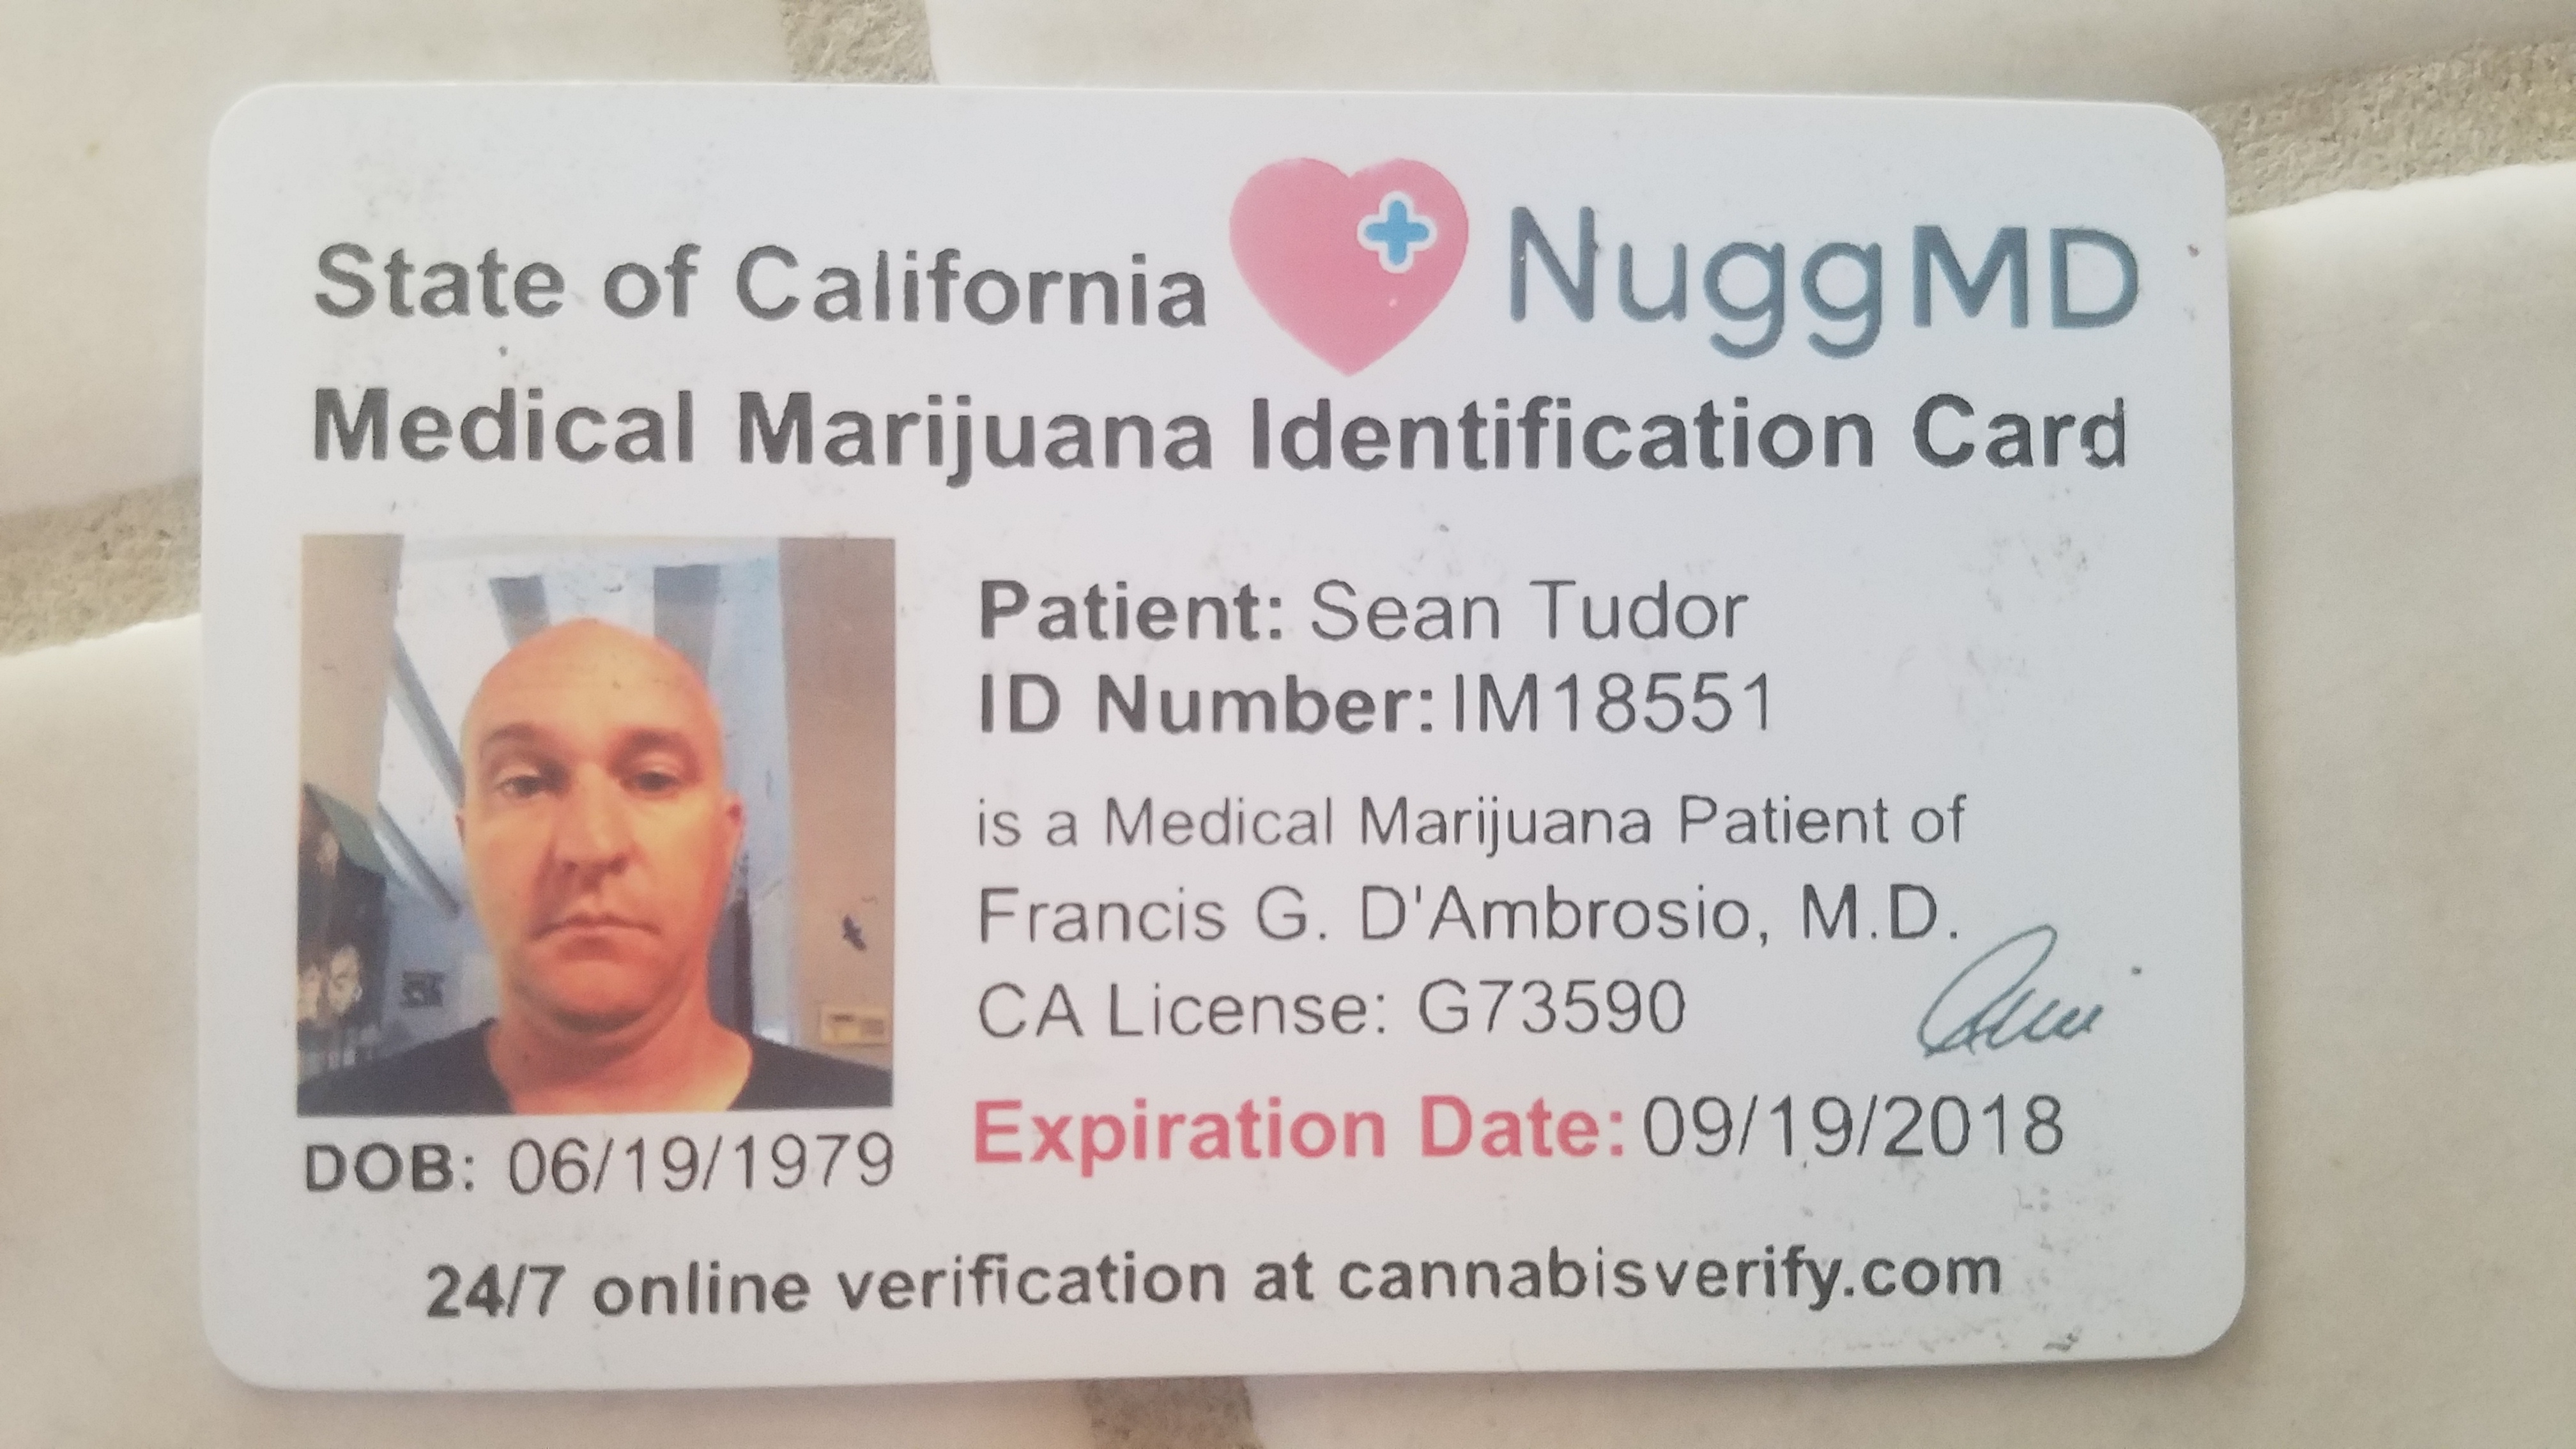 State of California NuggMD
Medical Marijuana Identification Card
Patient: Sean Tudor
ID Number: IM18551
is a Medical Marijuana Patient of
Francis G. D'Ambrosio, M.D.
CA License: G73590
Expiration Date: 09/19/2018
DOB: 06/19/1979
24/7 online verification at cannabisverify.com